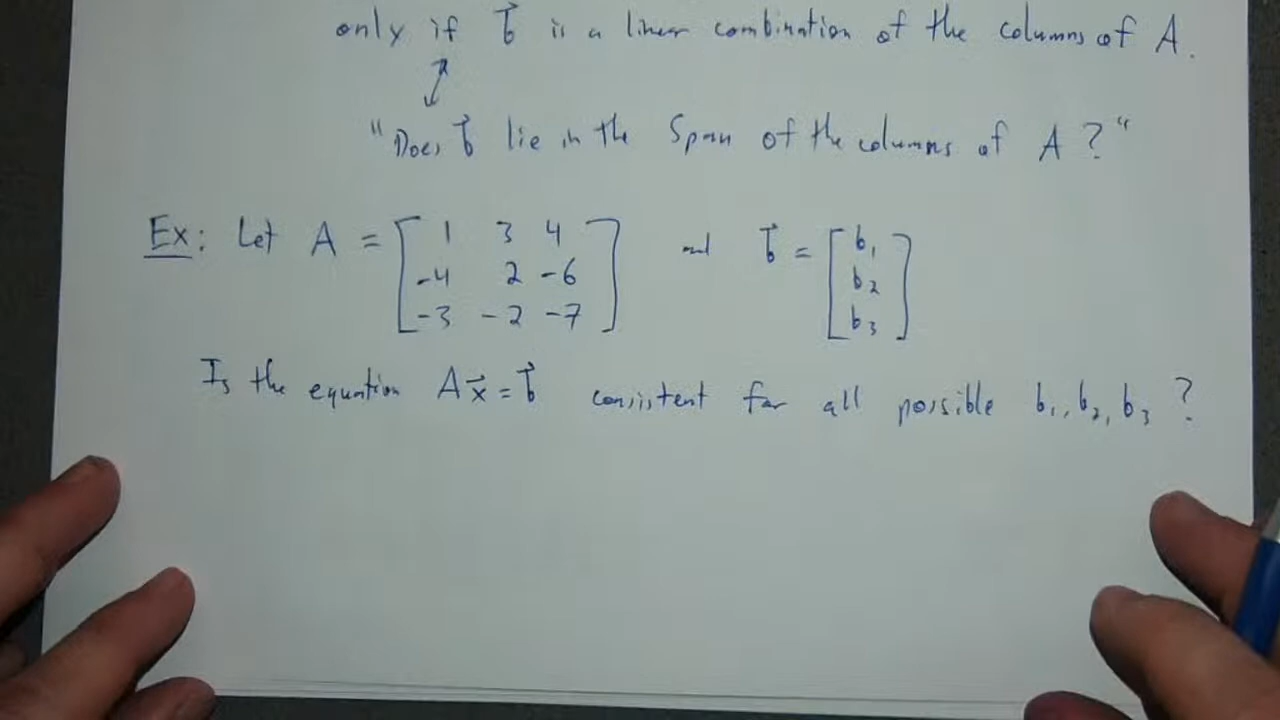 only if b⃗ is a linear combination of the columns of A.
↕
"Does b⃗ lie in the Span of the columns of A?"
Ex: Let A = [1 3 4; -4 2 -6; -3 -2 -7] and b⃗ = [b₁; b₂; b₃]
Is the equation Ax⃗ = b⃗ consistent for all possible b₁, b₂, b₃ ?